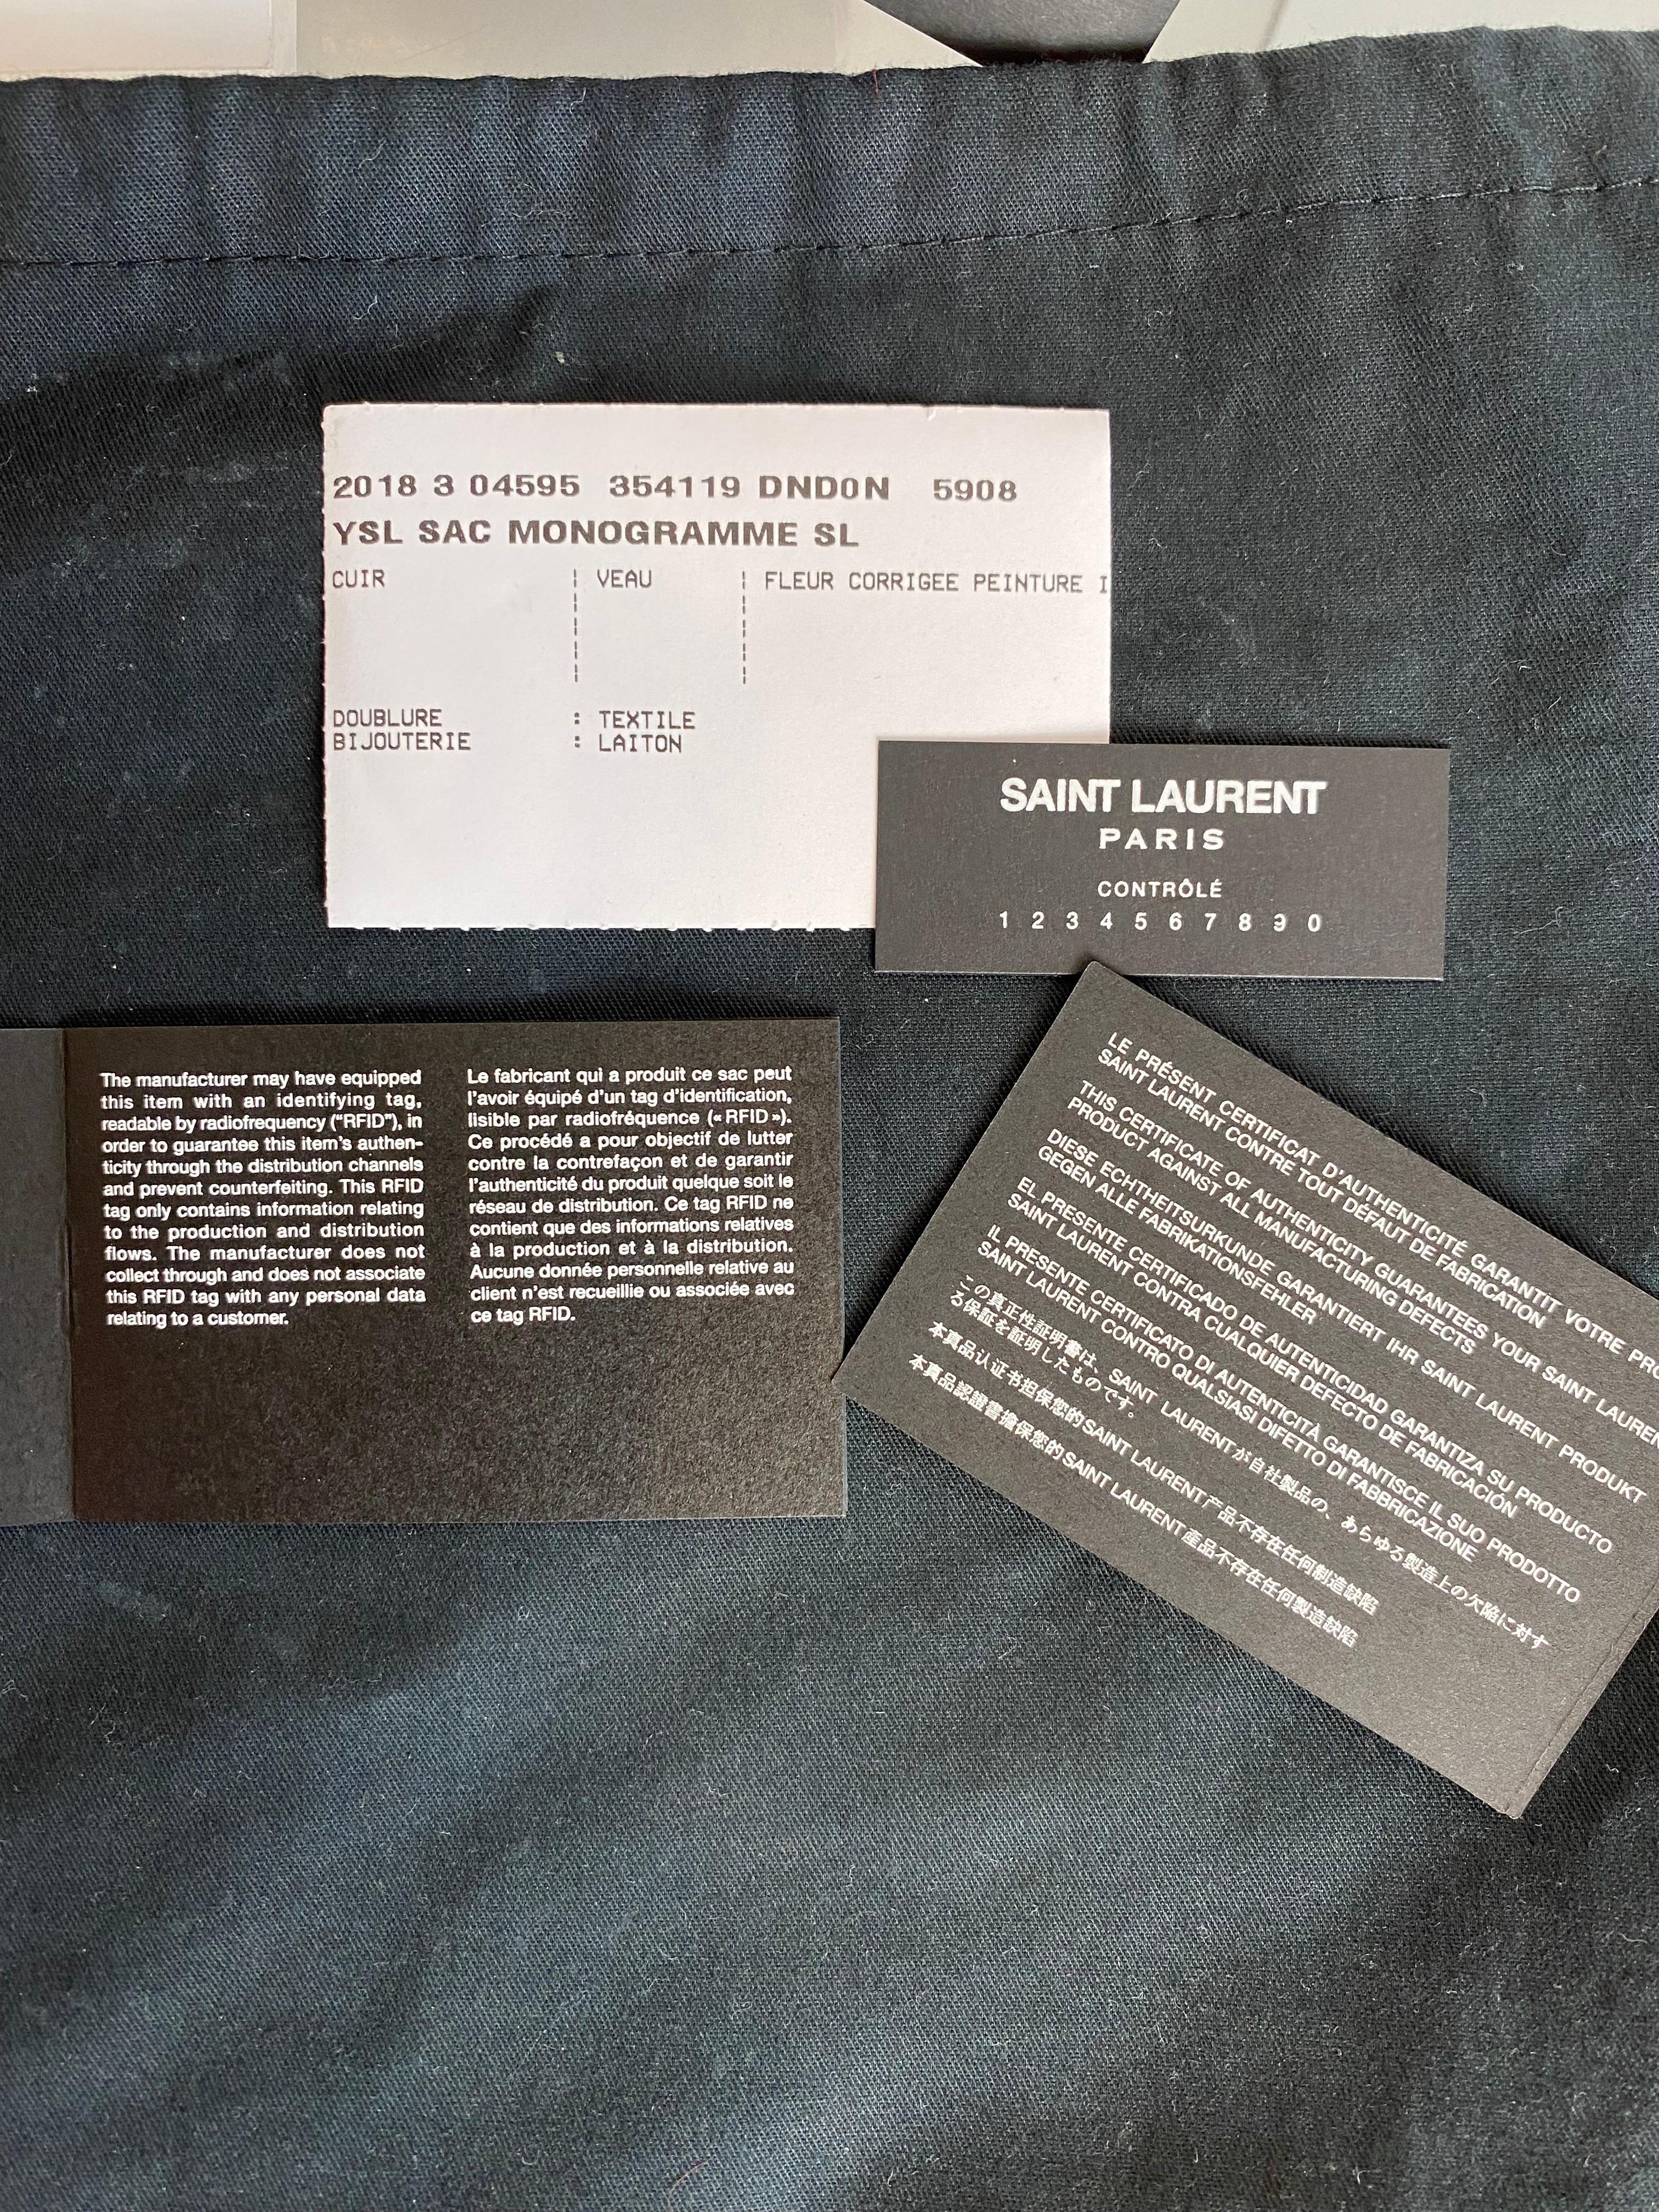 2018 3 04595 354119 DND0N 5908
YSL SAC MONOGRAMME SL
CUIR ¦ VEAU ¦ FLEUR CORRIGEE PEINTURE I
DOUBLURE : TEXTILE
BIJOUTERIE : LAITON
SAINT LAURENT
PARIS
CONTRÔLÉ
1 2 3 4 5 6 7 8 9 0
The manufacturer may have equipped
this item with an identifying tag,
readable by radiofrequency (“RFID”), in
order to guarantee this item’s authen-
ticity through the distribution channels
and prevent counterfeiting. This RFID
tag only contains information relating
to the production and distribution
flows. The manufacturer does not
collect through and does not associate
this RFID tag with any personal data
relating to a customer.
Le fabricant qui a produit ce sac peut
l’avoir équipé d’un tag d’identification,
lisible par radiofréquence (« RFID »).
Ce procédé a pour objectif de lutter
contre la contrefaçon et de garantir
l’authenticité du produit quelque soit le
réseau de distribution. Ce tag RFID ne
contient que des informations relatives
à la production et à la distribution.
Aucune donnée personnelle relative au
client n’est recueillie ou associée avec
ce tag RFID.
LE PRÉSENT CERTIFICAT D’AUTHENTICITÉ GARANTIT VOTRE PRO
SAINT LAURENT CONTRE TOUT DÉFAUT DE FABRICATION
THIS CERTIFICATE OF AUTHENTICITY GUARANTEES YOUR SAINT LAUREN
PRODUCT AGAINST ALL MANUFACTURING DEFECTS
DIESE ECHTHEITSURKUNDE GARANTIERT IHR SAINT LAURENT PRODUKT
GEGEN ALLE FABRIKATIONSFEHLER
EL PRESENTE CERTIFICADO DE AUTENTICIDAD GARANTIZA SU PRODUCTO
SAINT LAURENT CONTRA CUALQUIER DEFECTO DE FABRICACIÓN
IL PRESENTE CERTIFICATO DI AUTENTICITÀ GARANTISCE IL SUO PRODOTTO
SAINT LAURENT CONTRO QUALSIASI DIFETTO DI FABBRICAZIONE
この真正性証明書は、SAINT LAURENTが自社製品の、あらゆる製造上の欠陥に対す
る保証を証明したものです。
本真品认证书担保您的SAINT LAURENT产品不存在任何制造缺陷
本真品認證書擔保您的SAINT LAURENT產品不存在任何製造缺陷